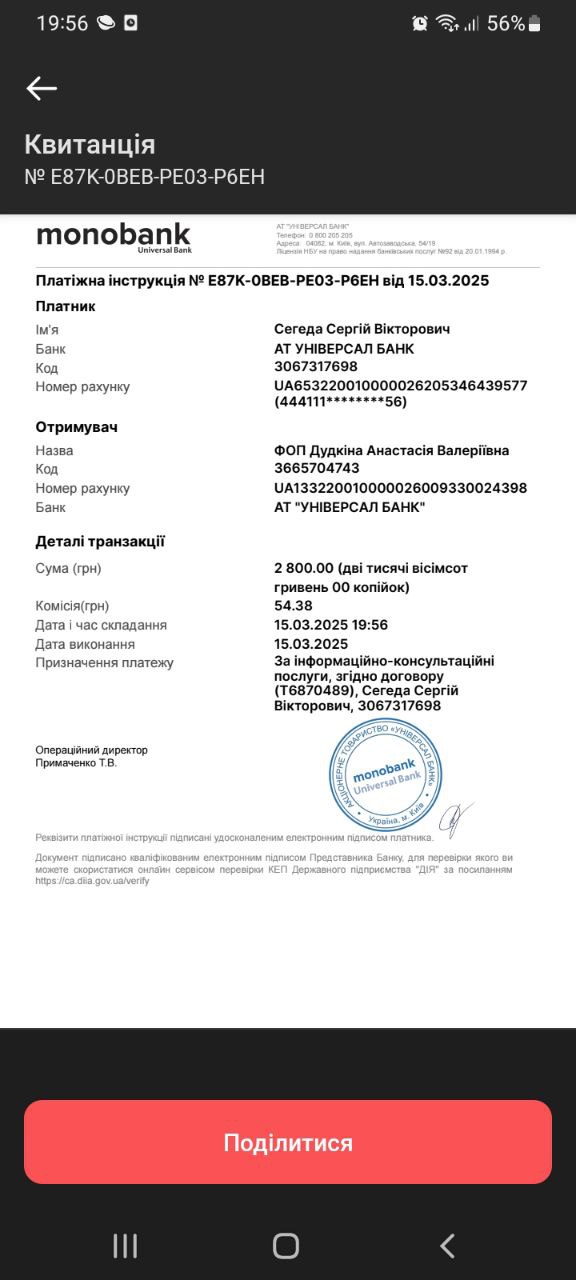 19:56
56%
Квитанція
№ E87K-0BEB-PE03-P6EH
monobank
Universal Bank
АТ "УНІВЕРСАЛ БАНК"
Телефон: 0 800 205 205
Адреса: 04082, м. Київ, вул. Автозаводська, 54/19
Ліцензія НБУ на право надання банківських послуг №92 від 20.01.1994 р.
Платіжна інструкція № E87K-0BEB-PE03-P6EH від 15.03.2025
Платник
Ім'я Сегеда Сергій Вікторович
Банк АТ УНІВЕРСАЛ БАНК
Код 3067317698
Номер рахунку UA653220010000026205346439577
(444111********56)
Отримувач
Назва ФОП Дудкіна Анастасія Валеріївна
Код 3665704743
Номер рахунку UA133220010000026009330024398
Банк АТ "УНІВЕРСАЛ БАНК"
Деталі транзакції
Сума (грн) 2 800.00 (дві тисячі вісімсот
гривень 00 копійок)
Комісія(грн) 54.38
Дата і час складання 15.03.2025 19:56
Дата виконання 15.03.2025
Призначення платежу За інформаційно-консультаційні
послуги, згідно договору
(Т6870489), Сегеда Сергій
Вікторович, 3067317698
Операційний директор
Примаченко Т.В.
АКЦІОНЕРНЕ ТОВАРИСТВО «УНІВЕРСАЛ БАНК»
monobank
Universal Bank
Україна, м. Київ
Реквізити платіжної інструкції підписані удосконаленим електронним підписом платника.
Документ підписано кваліфікованим електронним підписом Представника Банку, для перевірки якого ви
можете скористатися онлайн сервісом перевірки КЕП Державного підприємства "ДІЯ" за посиланням
https://ca.diia.gov.ua/verify
Поділитися